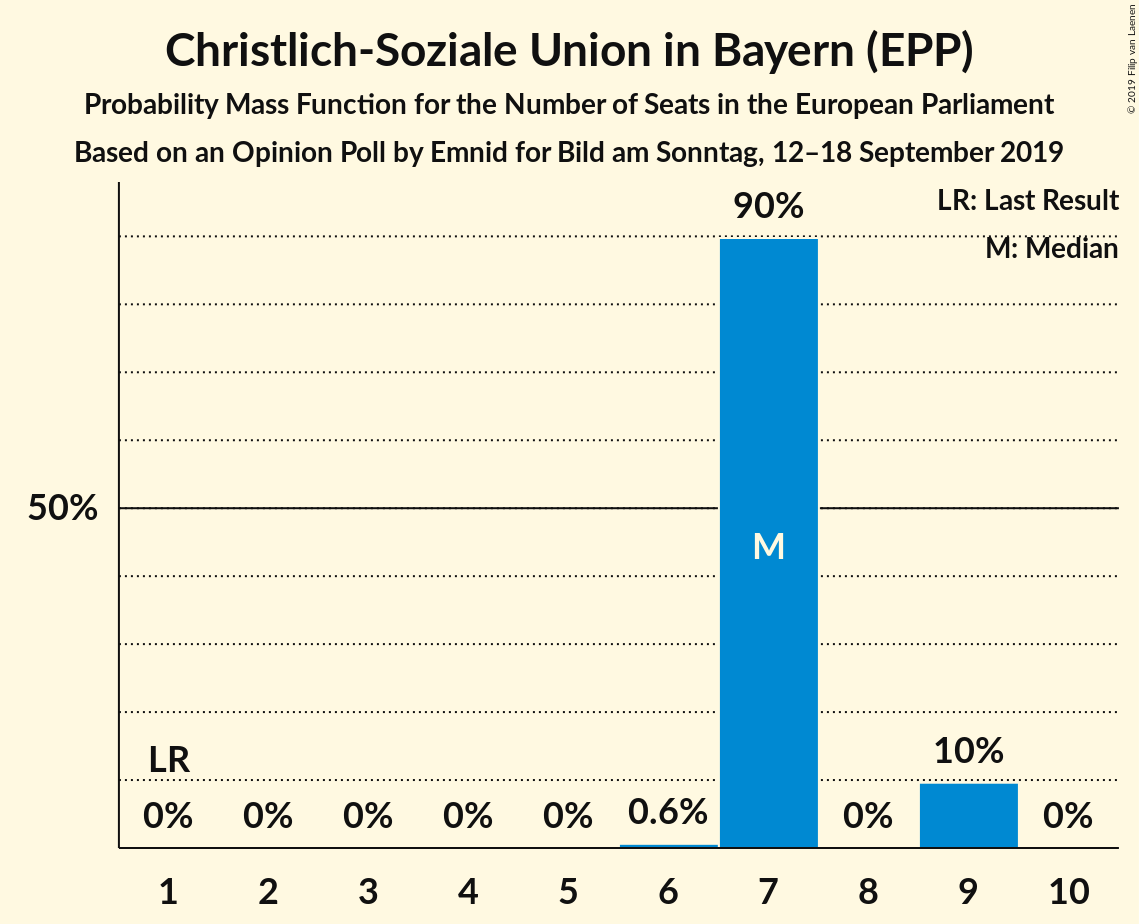 Christlich-Soziale Union in Bayern (EPP)
Probability Mass Function for the Number of Seats in the European Parliament
Based on an Opinion Poll by Emnid for Bild am Sonntag, 12–18 September 2019
© 2019 Filip van Laenen
LR: Last Result
M: Median
90%
50%
M
LR
10%
0% 0% 0% 0% 0% 0.6% 0% 0%
1 2 3 4 5 6 7 8 9 10